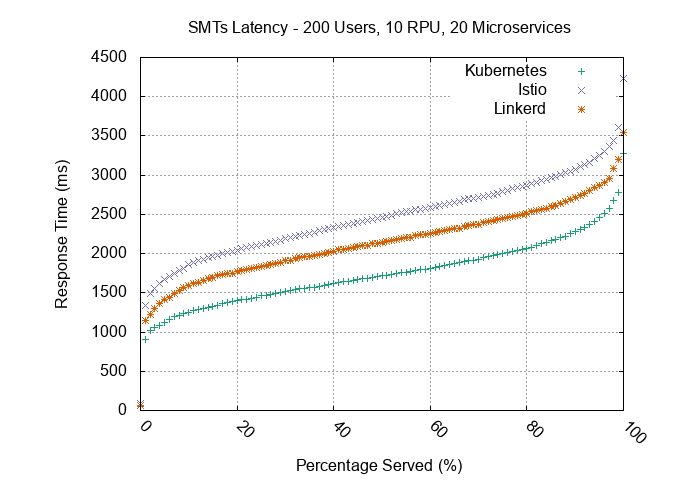 SMTs Latency - 200 Users, 10 RPU, 20 Microservices
4500
4000
3500
3000
2500
2000
1500
1000
500
0
Response Time (ms)
Kubernetes
Istio
Linkerd
0
20
40
60
80
100
Percentage Served (%)